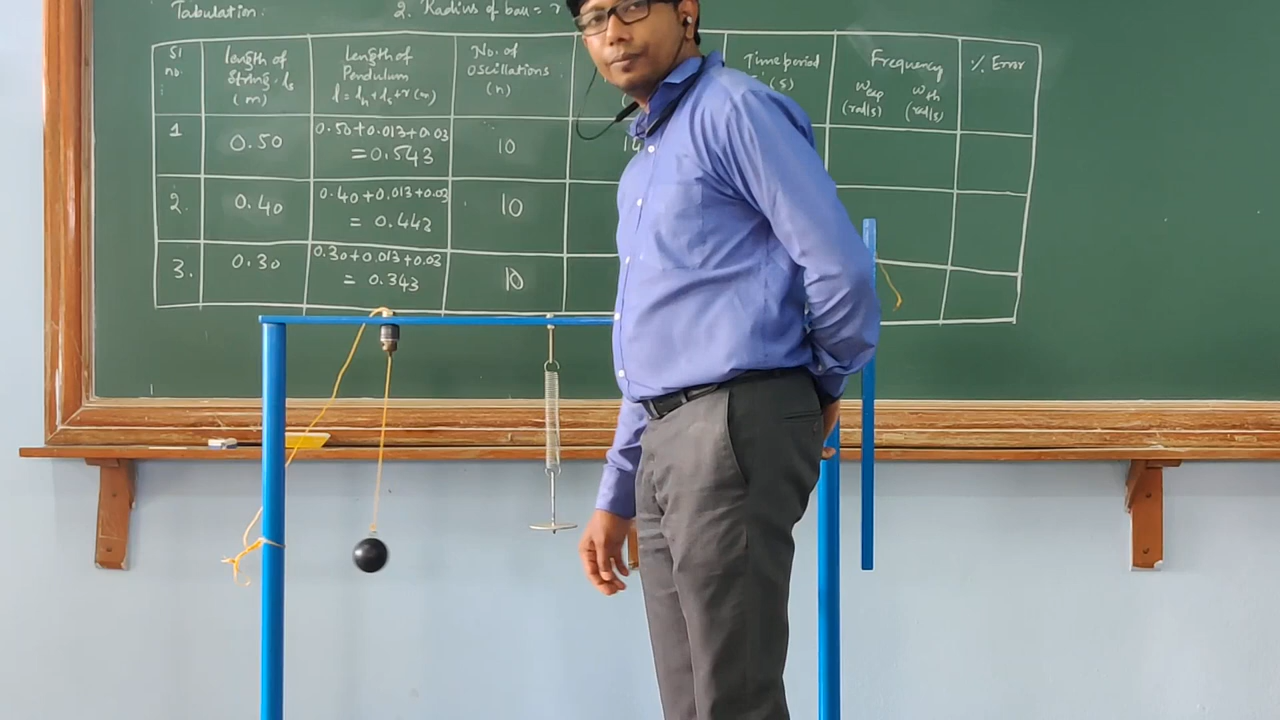 Tabulation.
2. Radius of ball = r
Sl no. :
length of String, ls (m)
Length of Pendulum l = lh + ls + r (m)
No. of Oscillations (n)
Time period (s)
Frequency
ωexp (rad/s)
ωth (rad/s)
% Error
1
0.50
0.50+0.013+0.03 = 0.543
10
14
2.
0.40
0.40+0.013+0.03 = 0.443
10
3.
0.30
0.30+0.013+0.03 = 0.343
10